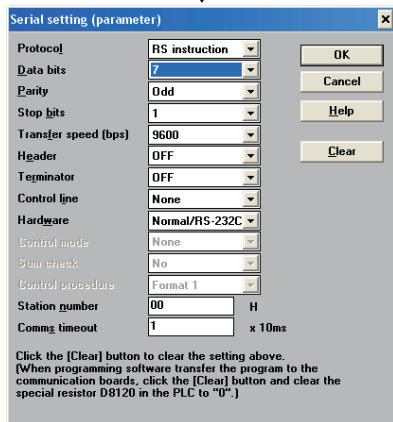 Serial setting (parameter)
Protocol RS instruction OK
Data bits 7
Cancel
Parity Odd
Stop bits 1 Help
Transfer speed (bps) 9600
Header OFF Clear
Terminator OFF
Control line None
Hardware Normal/RS-232C
Control mode None
Sum check No
Control procedure Format 1
Station number 00 H
Comms timeout 1 x 10ms
Click the [Clear] button to clear the setting above.
(When programming software transfer the program to the
communication boards, click the [Clear] button and clear the
special resistor D8120 in the PLC to "0".)